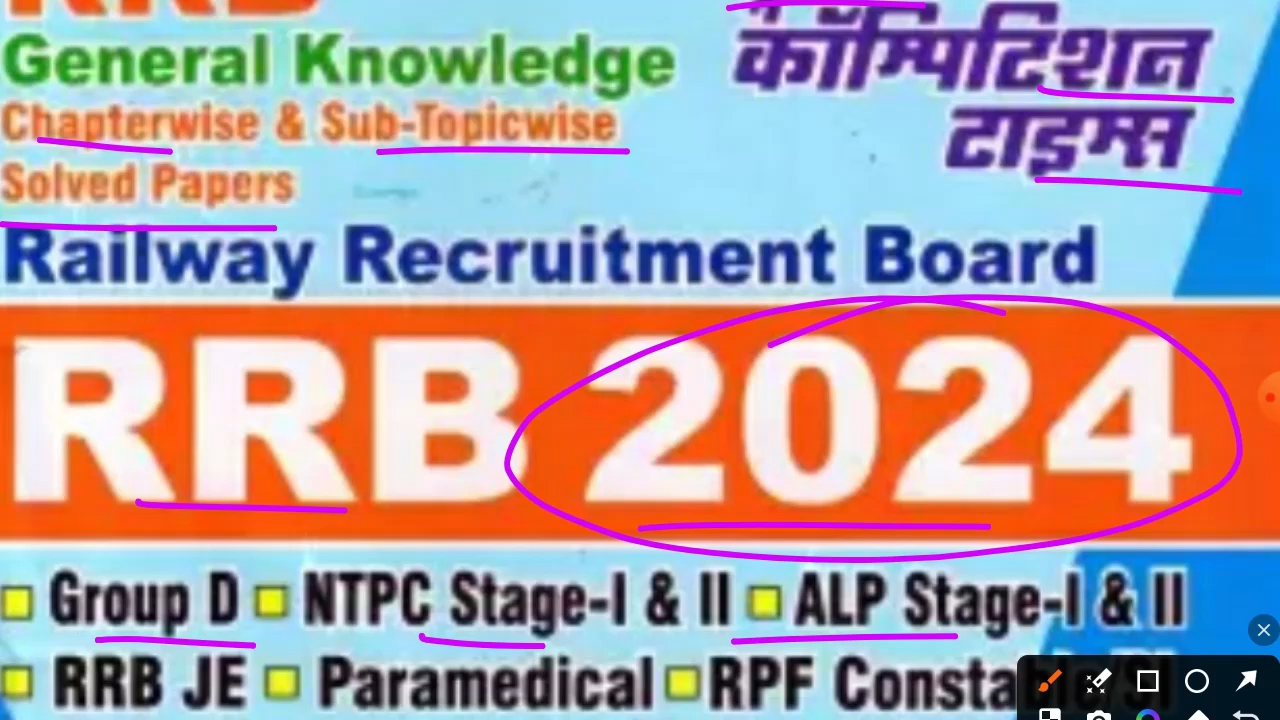 RRB
General Knowledge
Chapterwise & Sub-Topicwise
Solved Papers
कॉम्पिटिशन
टाइम्स
Railway Recruitment Board
RRB 2024
Group D NTPC Stage-I & II ALP Stage-I & II
RRB JE Paramedical RPF